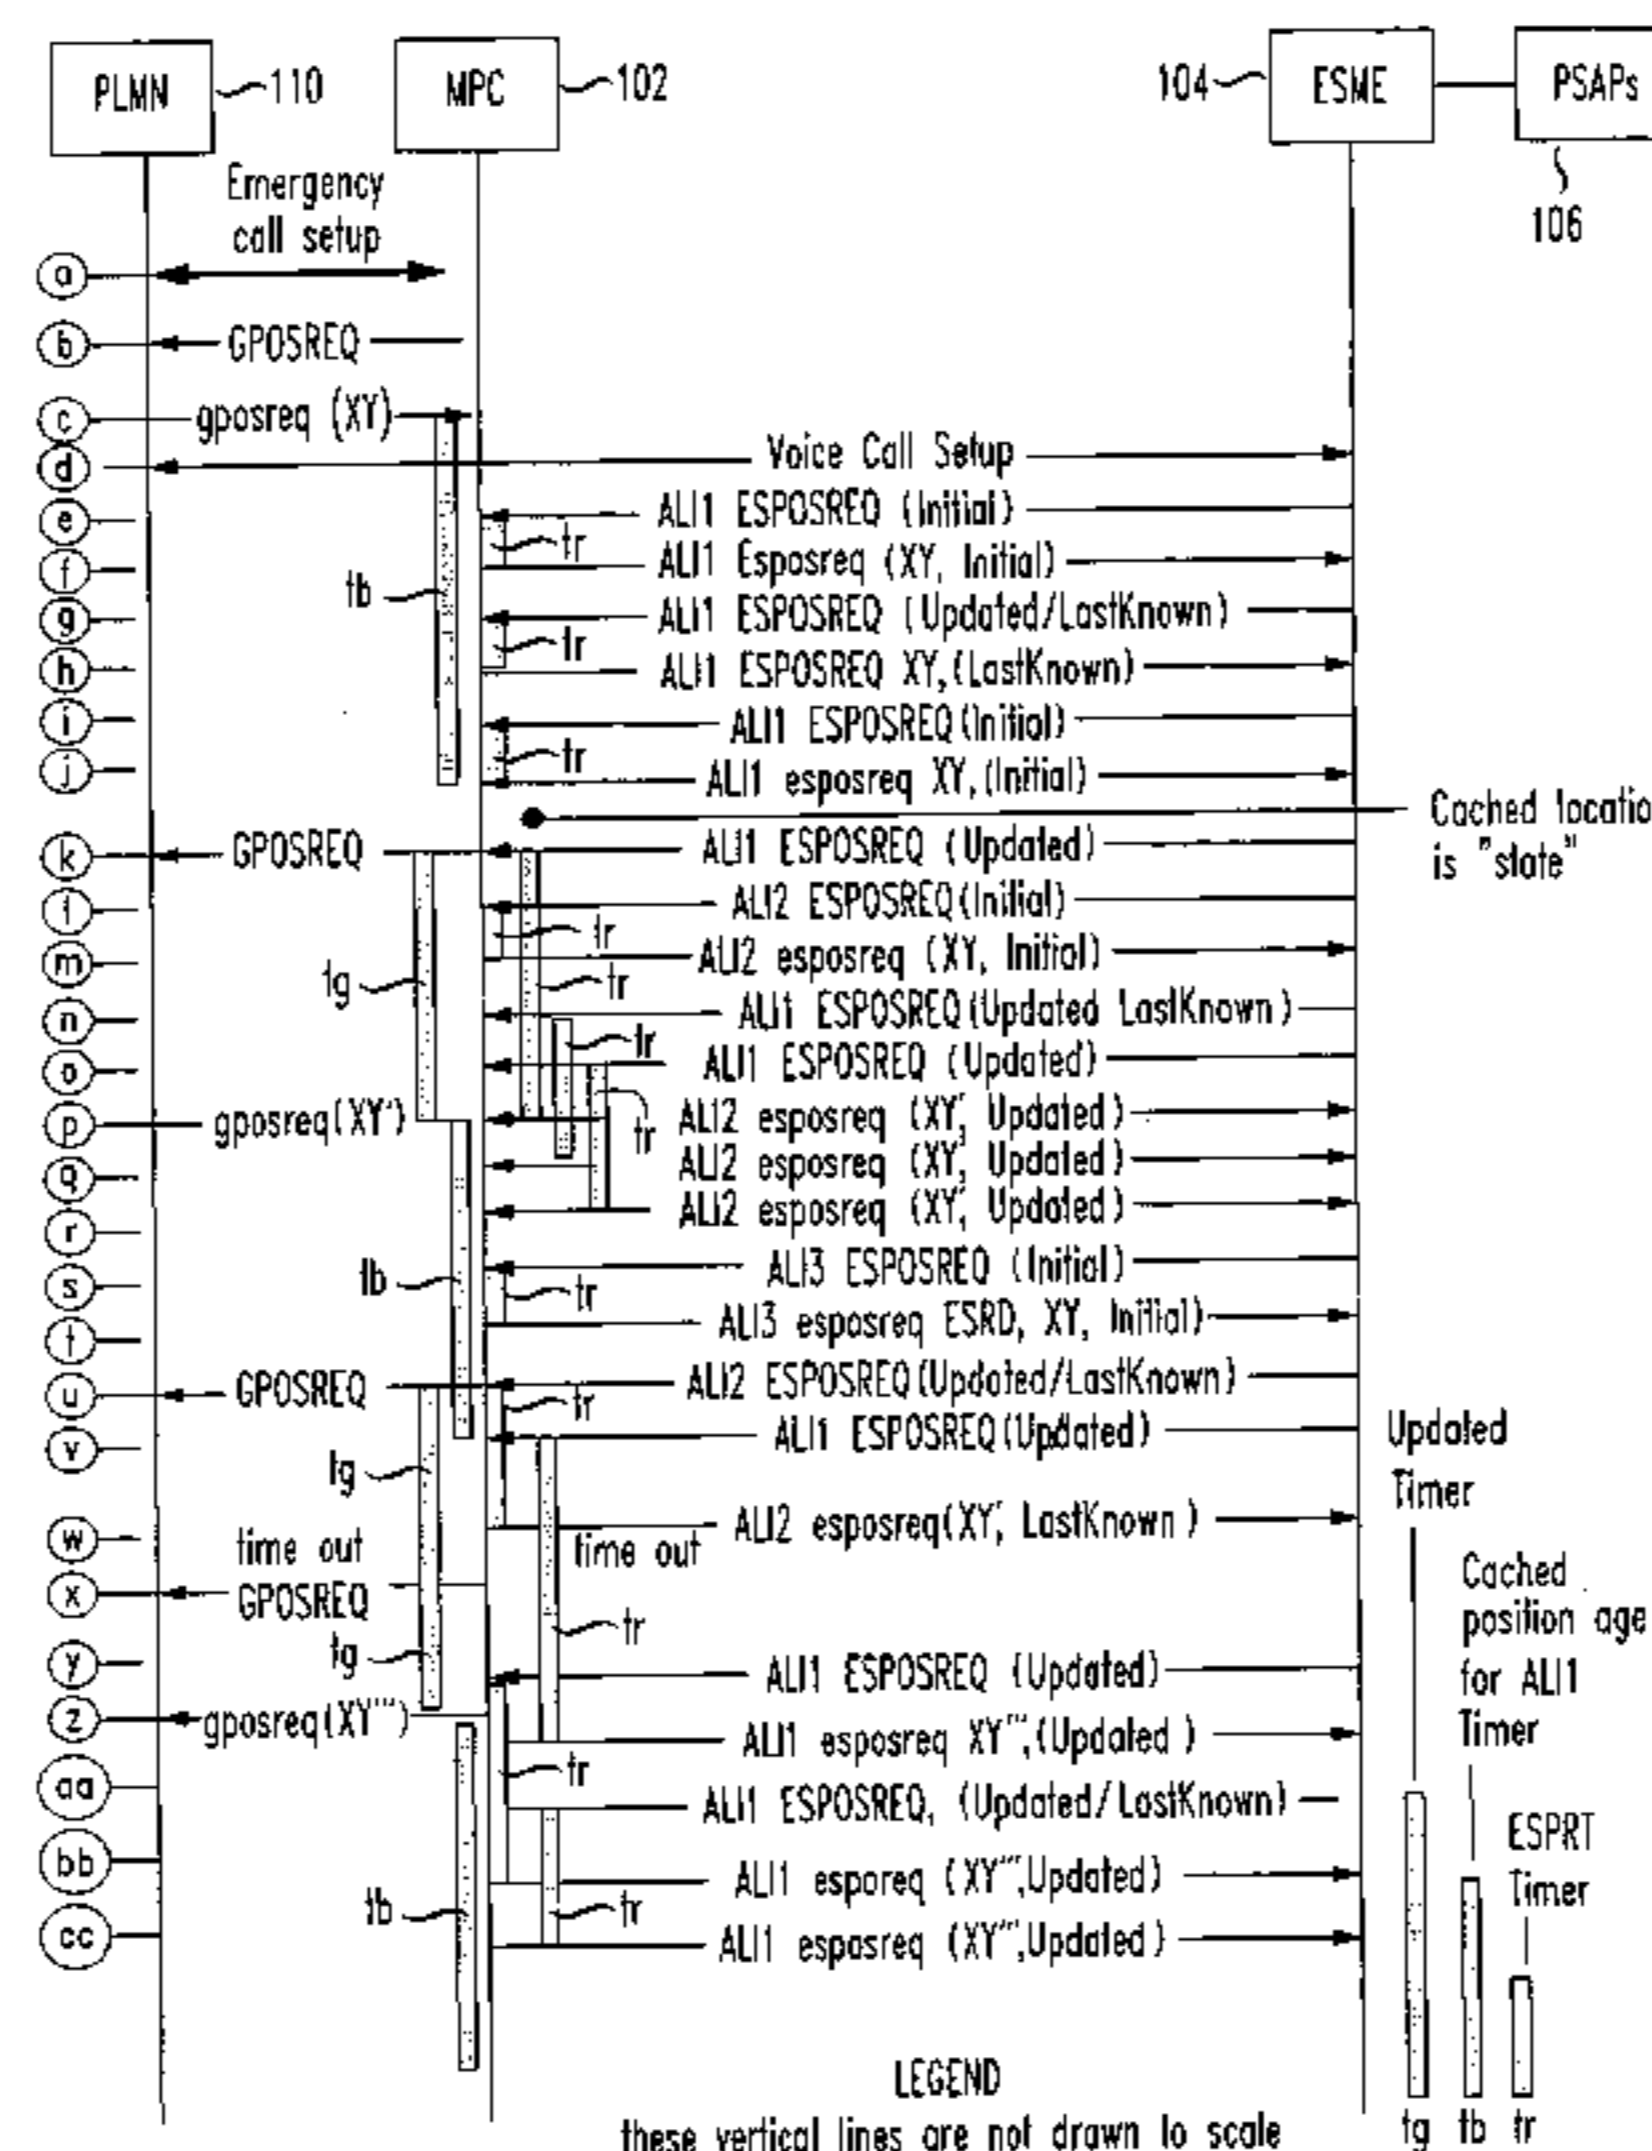 PLMN
110
MPC
102
104
ESME
PSAPs
106
Emergency
call setup
a
b
GPOSREQ
c
gposreq (XY)
d
Voice Call Setup
e
ALI1 ESPOSREQ (Initial)
tr
f
ALI1 Esposreq (XY, Initial)
tb
g
ALI1 ESPOSREQ (Updated/LastKnown)
tr
h
ALI1 ESPOSREQ XY,(LastKnown)
i
ALI1 ESPOSREQ(Initial)
tr
j
ALI1 esposreq XY,(Initial)
Cached locatio
is "state"
k
GPOSREQ
ALI1 ESPOSREQ (Updated)
l
ALI2 ESPOSREQ(Initial)
tr
m
ALI2 esposreq (XY, Initial)
tg
tr
n
ALI1 ESPOSREQ(Updated LastKnown)
tr
o
ALI1 ESPOSREQ (Updated)
p
gposreq(XY')
tr
ALI2 esposreq (XY', Updated)
q
ALI2 esposreq (XY', Updated)
r
ALI2 esposreq (XY', Updated)
s
ALI3 ESPOSREQ (Initial)
tb
tr
t
ALI3 esposreq ESRD, XY, Initial)
u
GPOSREQ
ALI2 ESPOSREQ(Updated/LastKnown)
tr
v
ALI1 ESPOSREQ(Updated)
tg
Updated
Timer
w
ALI2 esposreq(XY', LastKnown)
time out
time out
x
GPOSREQ
tr
Cached
position age
for ALI1
Timer
y
tg
ALI1 ESPOSREQ (Updated)
z
gposreq(XY''')
ALI1 esposreq XY''',(Updated )
tr
aa
ALI1 ESPOSREQ, (Updated/LastKnown)
ESPRT
Timer
bb
ALI1 esporeq (XY''',Updated)
tb
tr
cc
ALI1 esposreq (XY''',Updated)
LEGEND
these vertical lines are not drawn to scale
tg tb tr